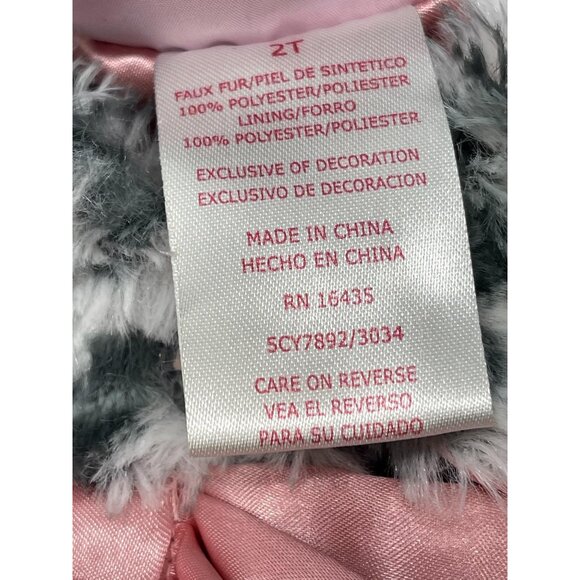 2T
FAUX FUR/PIEL DE SINTETICO
100% POLYESTER/POLIESTER
LINING/FORRO
100% POLYESTER/POLIESTER
EXCLUSIVE OF DECORATION
EXCLUSIVO DE DECORACION
MADE IN CHINA
HECHO EN CHINA
RN 16435
5CY7892/3034
CARE ON REVERSE
VEA EL REVERSO
PARA SU CUIDADO